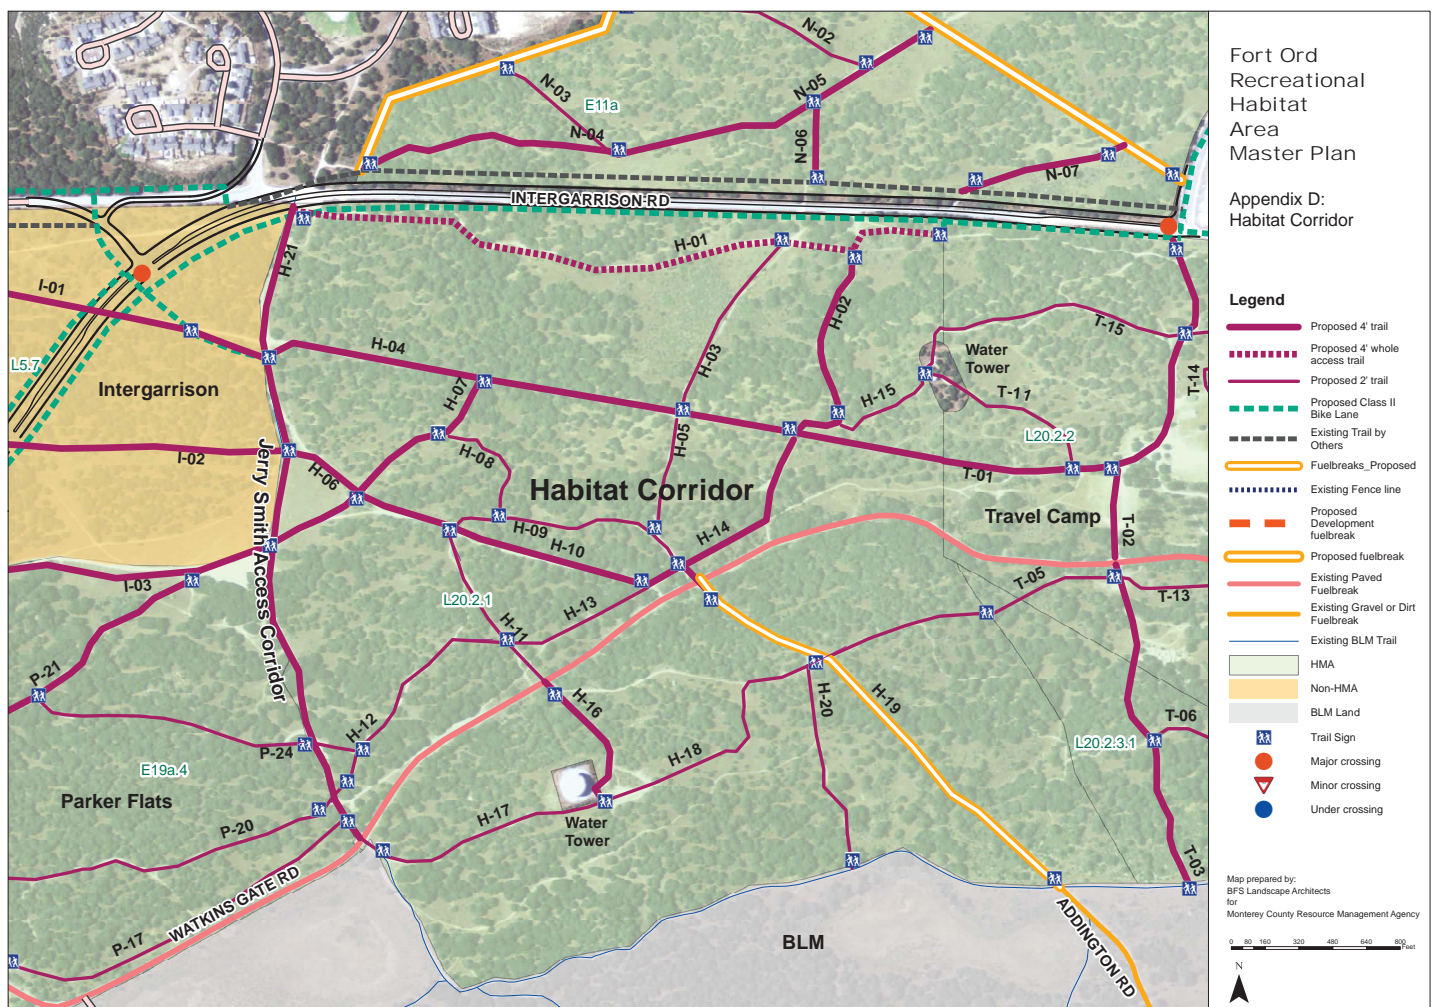 Fort Ord
Recreational
Habitat
Area
Master Plan
Appendix D:
Habitat Corridor
Legend
Proposed 4' trail
Proposed 4' whole
access trail
Proposed 2' trail
Proposed Class II
Bike Lane
Existing Trail by
Others
Fuelbreaks_Proposed
Existing Fence line
Proposed
Development
fuelbreak
Proposed fuelbreak
Existing Paved
Fuelbreak
Existing Gravel or Dirt
Fuelbreak
Existing BLM Trail
HMA
Non-HMA
BLM Land
Trail Sign
Major crossing
Minor crossing
Under crossing
Map prepared by:
BFS Landscape Architects
for
Monterey County Resource Management Agency
0 80 160 320 480 640 800
Feet
N
N-02
N-03
N-05
E11a
N-04
N-06
N-07
INTERGARRISON RD
H-21
H-01
I-01
H-02
T-15
H-04
H-03
Water
Tower
L5.7
Intergarrison
H-07
H-15
T-11
T-14
H-05
L20.2.2
I-02
H-08
H-06
T-01
Jerry Smith Access Corridor
Habitat Corridor
Travel Camp
H-09
H-10
H-14
T-02
I-03
T-05
T-13
L20.2.1
H-13
H-11
P-21
H-16
H-20
H-19
H-12
P-24
H-18
T-06
L20.2.3.1
E19a.4
Parker Flats
H-17
P-20
Water
Tower
T-03
WATKINS GATE RD
P-17
BLM
ADDINGTON RD